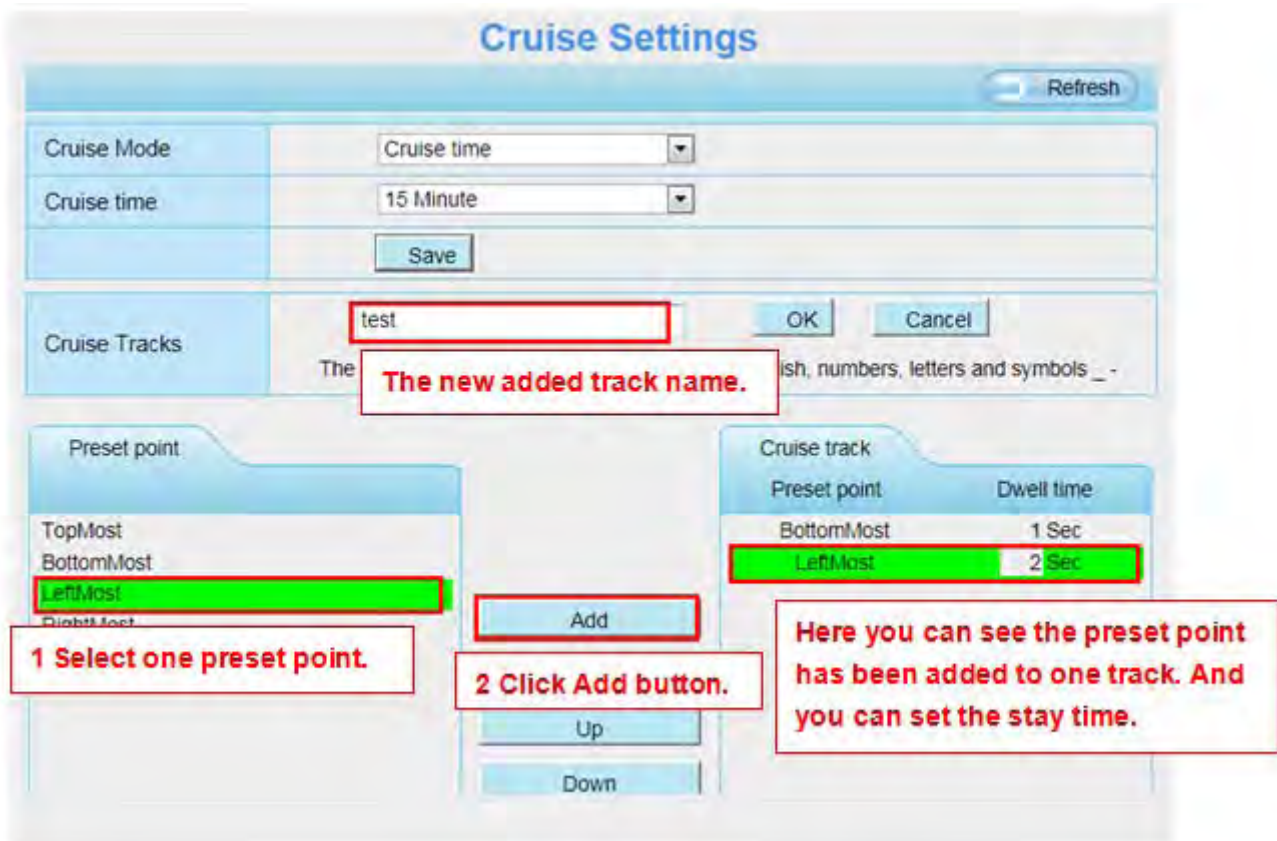 Cruise Settings
Refresh
Cruise Mode
Cruise time
Cruise time
15 Minute
Save
Cruise Tracks
test
OK
Cancel
The
ish, numbers, letters and symbols _ -
The new added track name.
Preset point
TopMost
BottomMost
LeftMost
RightMost
1 Select one preset point.
Add
2 Click Add button.
Up
Down
Cruise track
Preset point Dwell time
BottomMost 1 Sec
LeftMost 2 Sec
Here you can see the preset point
has been added to one track. And
you can set the stay time.